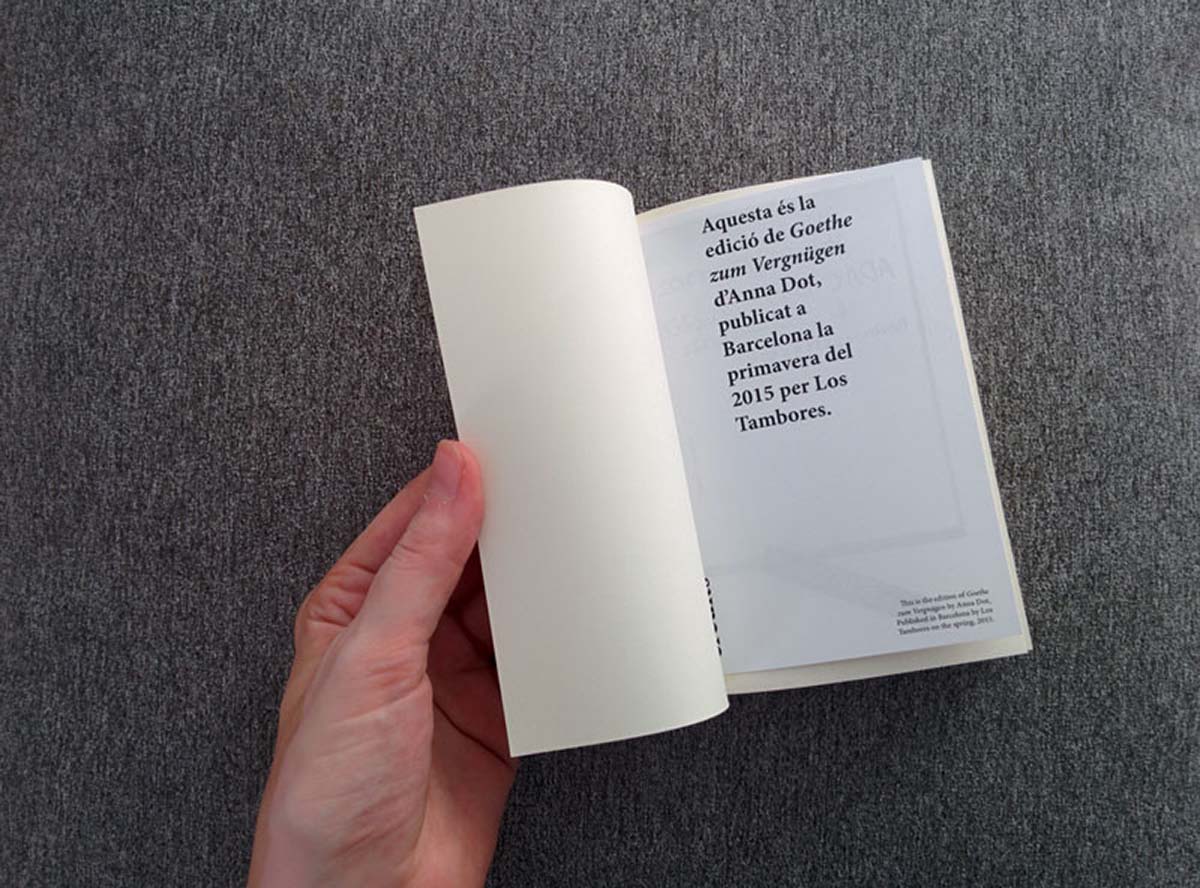 Aquesta és la
edició de Goethe
zum Vergnügen
d’Anna Dot,
publicat a
Barcelona la
primavera del
2015 per Los
Tambores.
This is the edition of Goethe
zum Vergnügen by Anna Dot,
Published in Barcelona by Los
Tambores on the spring, 2015.